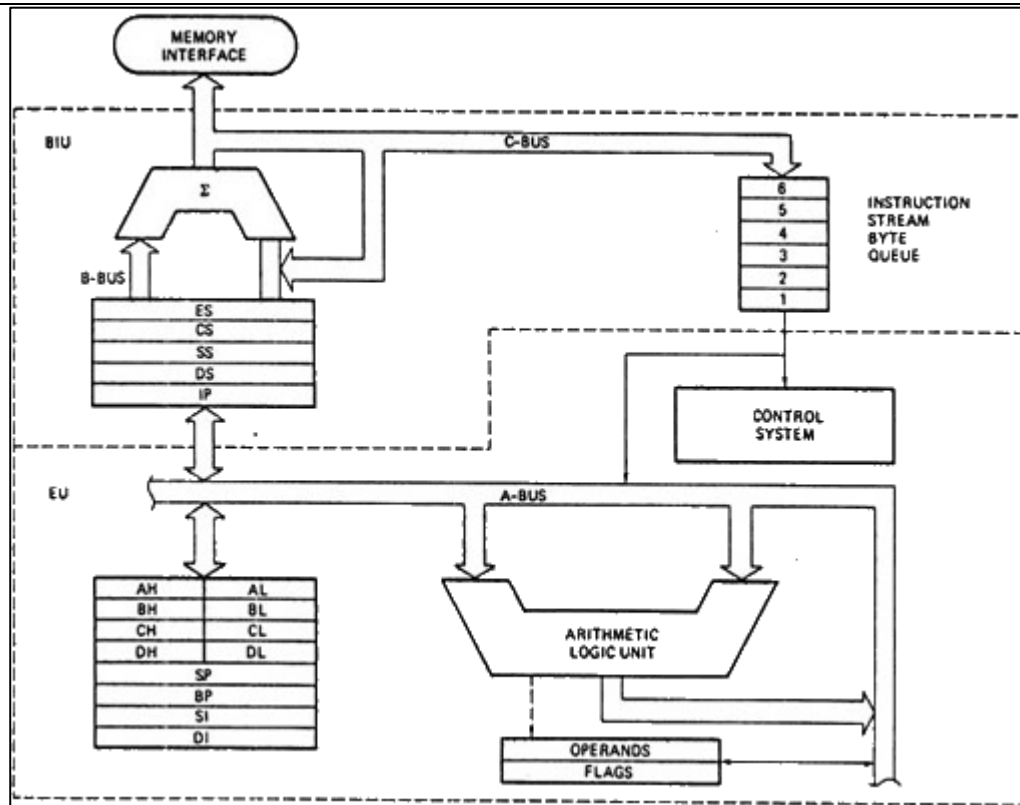 MEMORY
INTERFACE
BIU
C-BUS
Σ
6
5
4
3
2
1
INSTRUCTION
STREAM
BYTE
QUEUE
B-BUS
ES
CS
SS
DS
IP
CONTROL
SYSTEM
EU
A-BUS
AH AL
BH BL
CH CL
DH DL
SP
BP
SI
DI
ARITHMETIC
LOGIC UNIT
OPERANDS
FLAGS